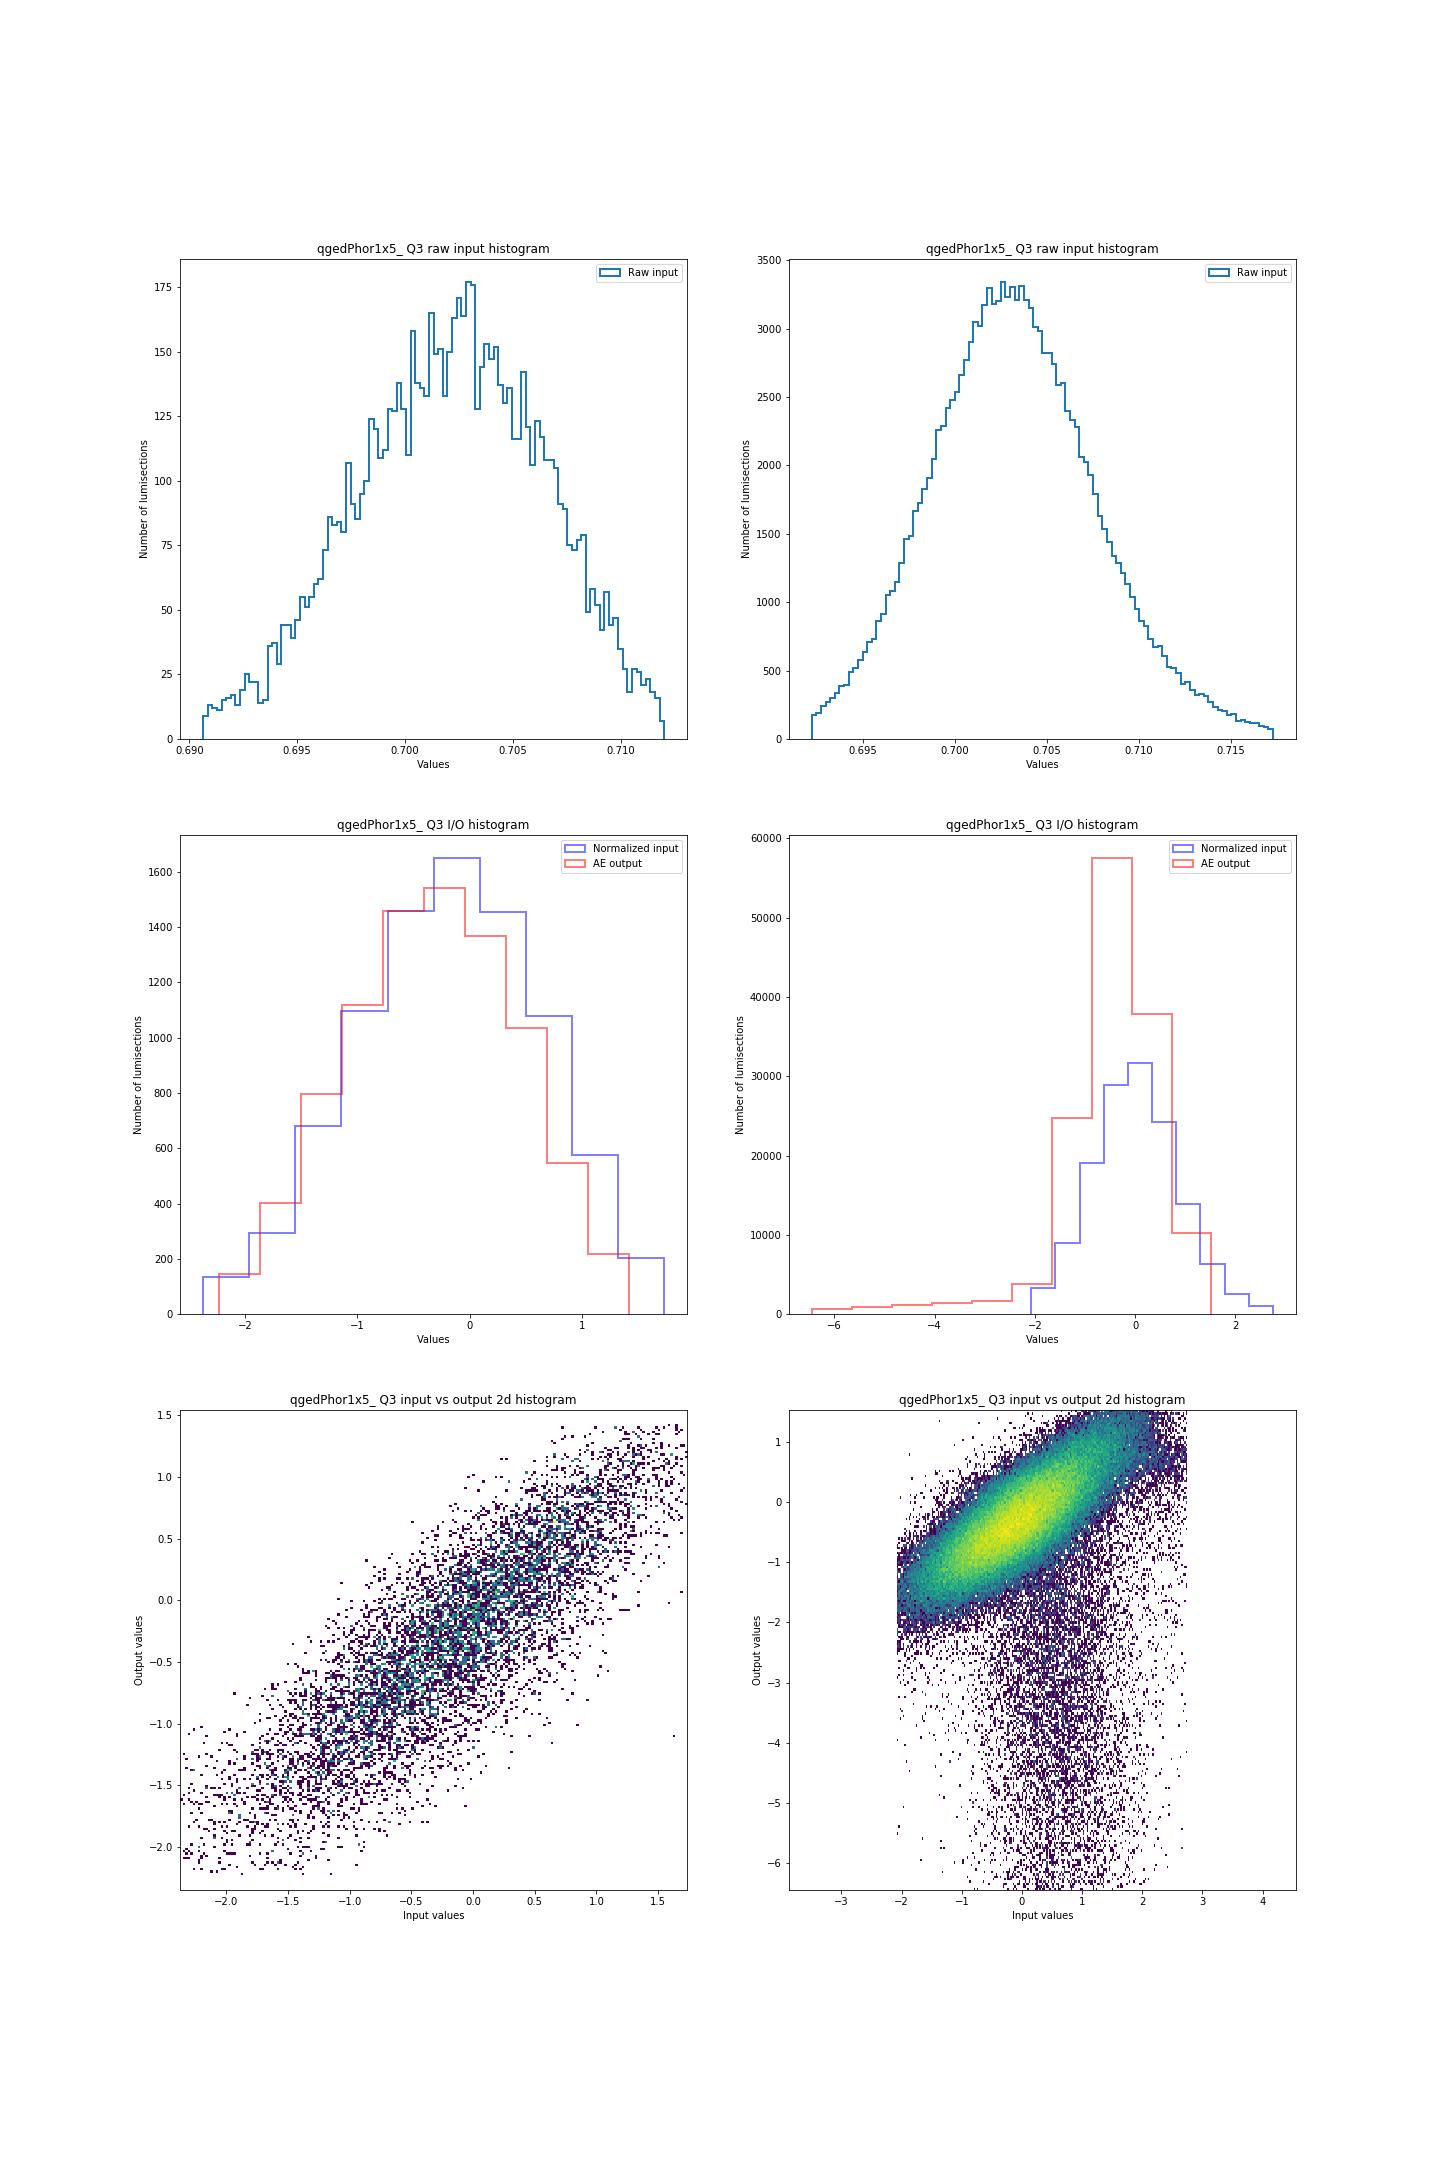 qgedPhor1x5_ Q3 raw input histogram
Raw input
Number of lumisections
175
150
125
100
75
50
25
0
0.690 0.695 0.700 0.705 0.710
Values
qgedPhor1x5_ Q3 raw input histogram
Raw input
Number of lumisections
3500
3000
2500
2000
1500
1000
500
0
0.695 0.700 0.705 0.710 0.715
Values
qgedPhor1x5_ Q3 I/O histogram
Normalized input
AE output
Number of lumisections
1600
1400
1200
1000
800
600
400
200
0
−2 −1 0 1
Values
qgedPhor1x5_ Q3 I/O histogram
Normalized input
AE output
Number of lumisections
60000
50000
40000
30000
20000
10000
0
−6 −4 −2 0 2
Values
qgedPhor1x5_ Q3 input vs output 2d histogram
Output values
1.5
1.0
0.5
0.0
−0.5
−1.0
−1.5
−2.0
−2.0 −1.5 −1.0 −0.5 0.0 0.5 1.0 1.5
Input values
qgedPhor1x5_ Q3 input vs output 2d histogram
Output values
1
0
−1
−2
−3
−4
−5
−6
−3 −2 −1 0 1 2 3 4
Input values